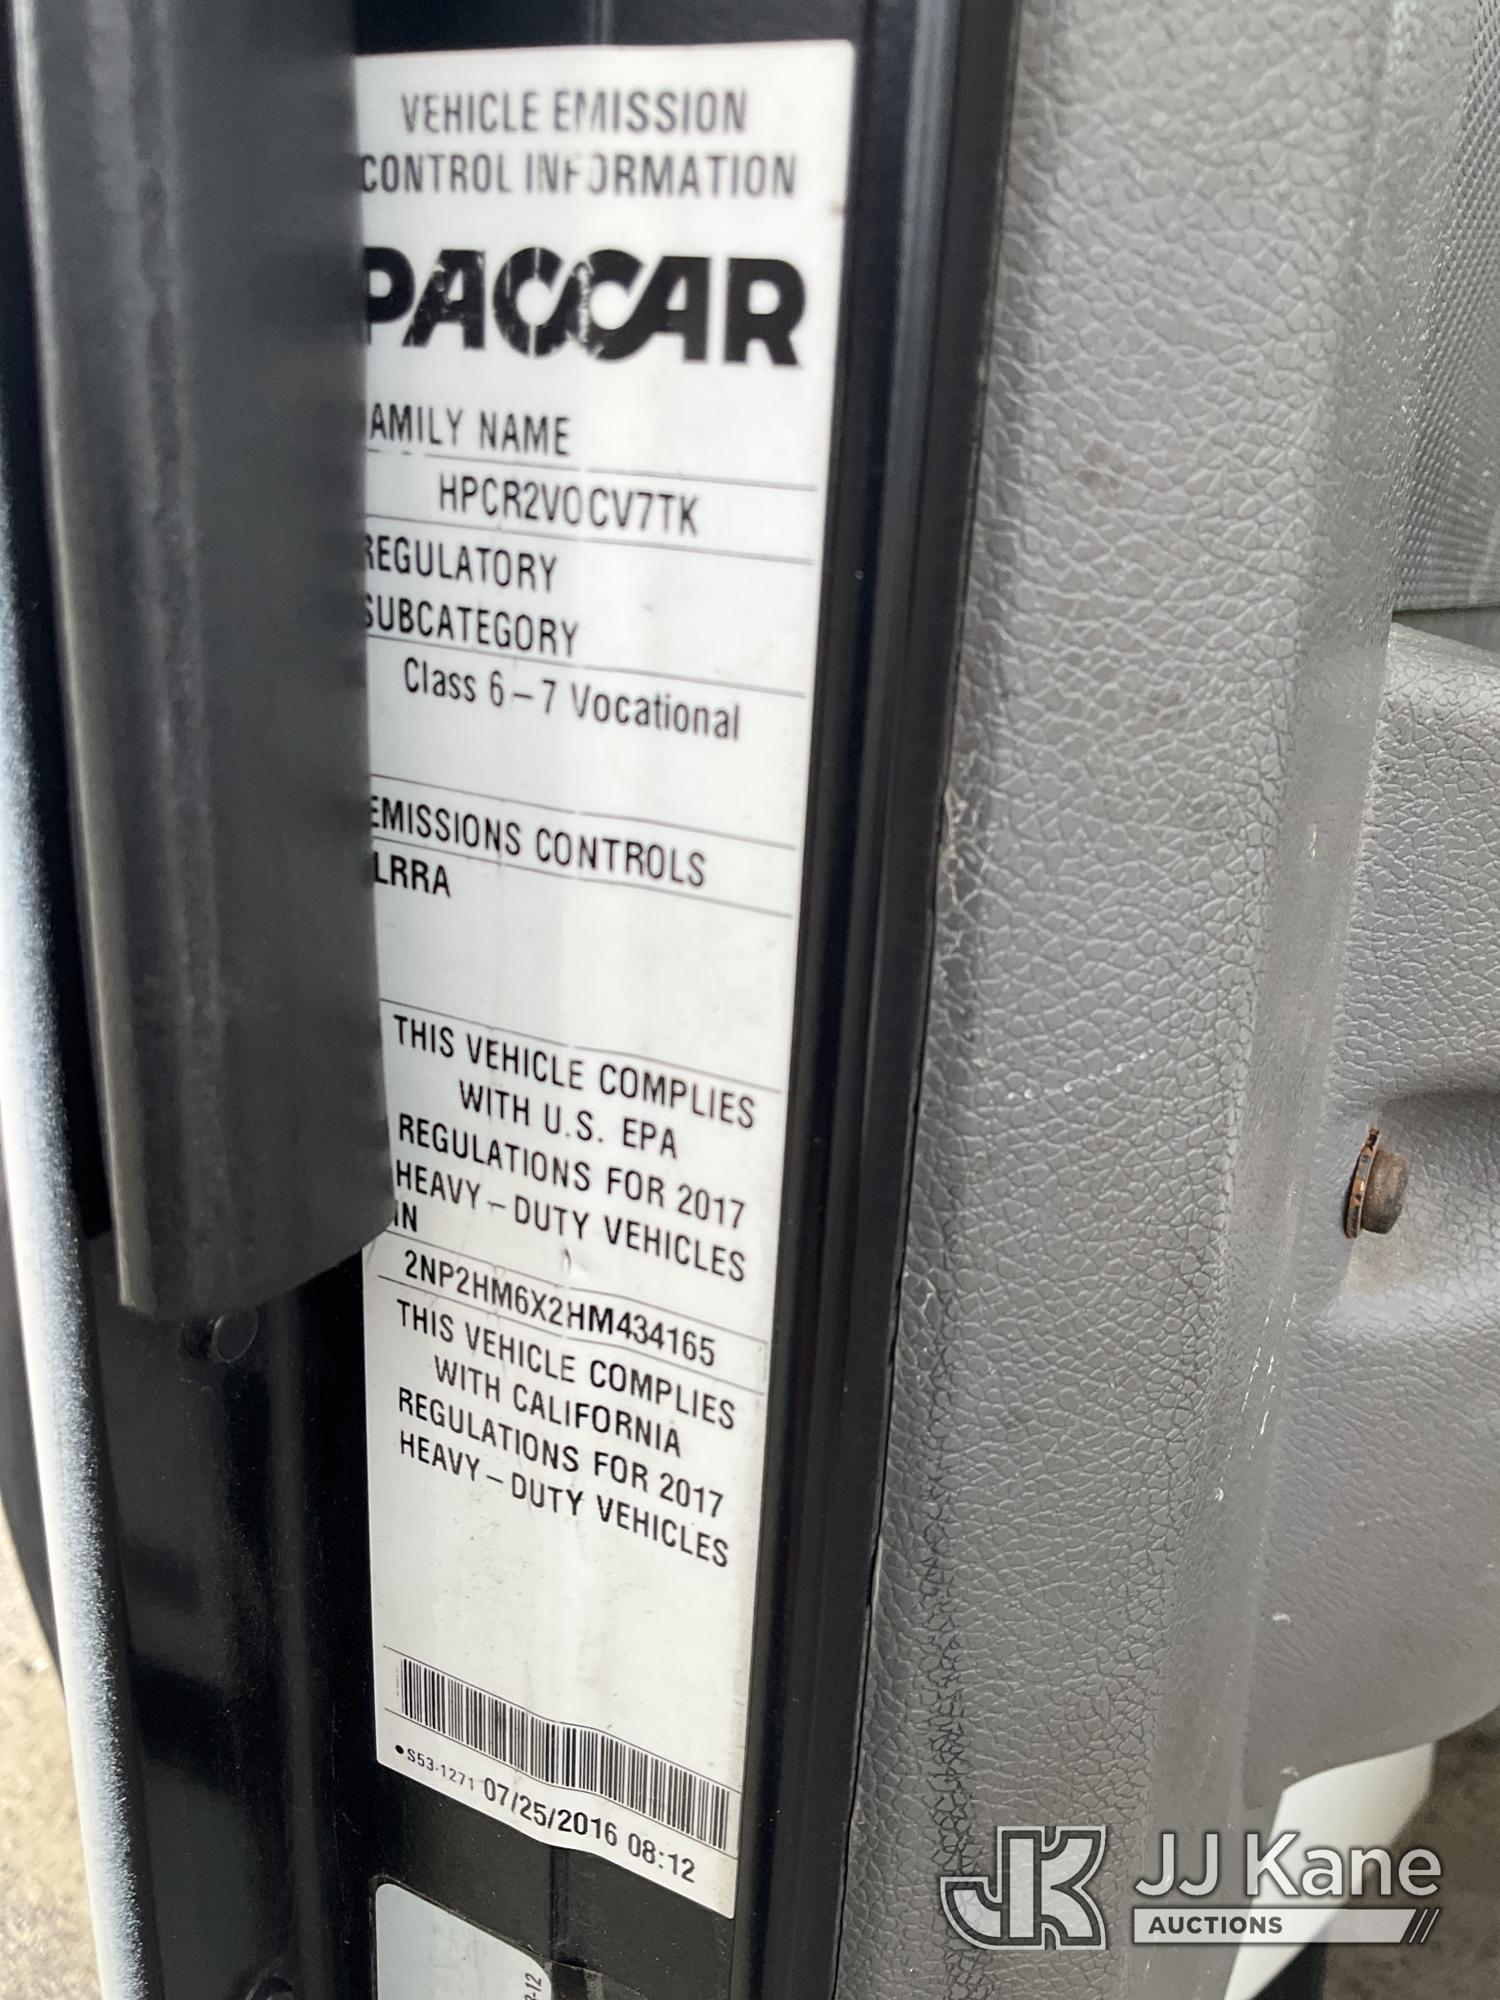 VEHICLE EMISSION
CONTROL INFORMATION
PACCAR
AMILY NAME
HPCR2VOCV7TK
REGULATORY
SUBCATEGORY
Class 6-7 Vocational
EMISSIONS CONTROLS
LRRA
THIS VEHICLE COMPLIES
WITH U.S. EPA
REGULATIONS FOR 2017
HEAVY-DUTY VEHICLES
IN
2NP2HM6X2HM434165
THIS VEHICLE COMPLIES
WITH CALIFORNIA
REGULATIONS FOR 2017
HEAVY-DUTY VEHICLES
•S53-1271 07/25/2016 08:12
JK JJ Kane
AUCTIONS